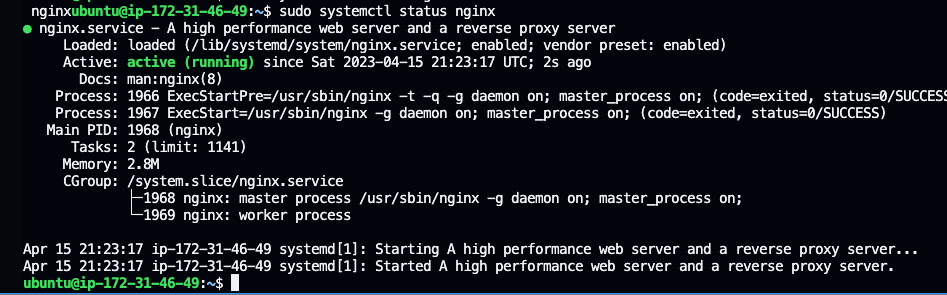 nginxubuntu@ip-172-31-46-49:~$ sudo systemctl status nginx
● nginx.service - A high performance web server and a reverse proxy server
Loaded: loaded (/lib/systemd/system/nginx.service; enabled; vendor preset: enabled)
Active: active (running) since Sat 2023-04-15 21:23:17 UTC; 2s ago
Docs: man:nginx(8)
Process: 1966 ExecStartPre=/usr/sbin/nginx -t -q -g daemon on; master_process on; (code=exited, status=0/SUCCESS
Process: 1967 ExecStart=/usr/sbin/nginx -g daemon on; master_process on; (code=exited, status=0/SUCCESS)
Main PID: 1968 (nginx)
Tasks: 2 (limit: 1141)
Memory: 2.8M
CGroup: /system.slice/nginx.service
├─1968 nginx: master process /usr/sbin/nginx -g daemon on; master_process on;
└─1969 nginx: worker process
Apr 15 21:23:17 ip-172-31-46-49 systemd[1]: Starting A high performance web server and a reverse proxy server...
Apr 15 21:23:17 ip-172-31-46-49 systemd[1]: Started A high performance web server and a reverse proxy server.
ubuntu@ip-172-31-46-49:~$